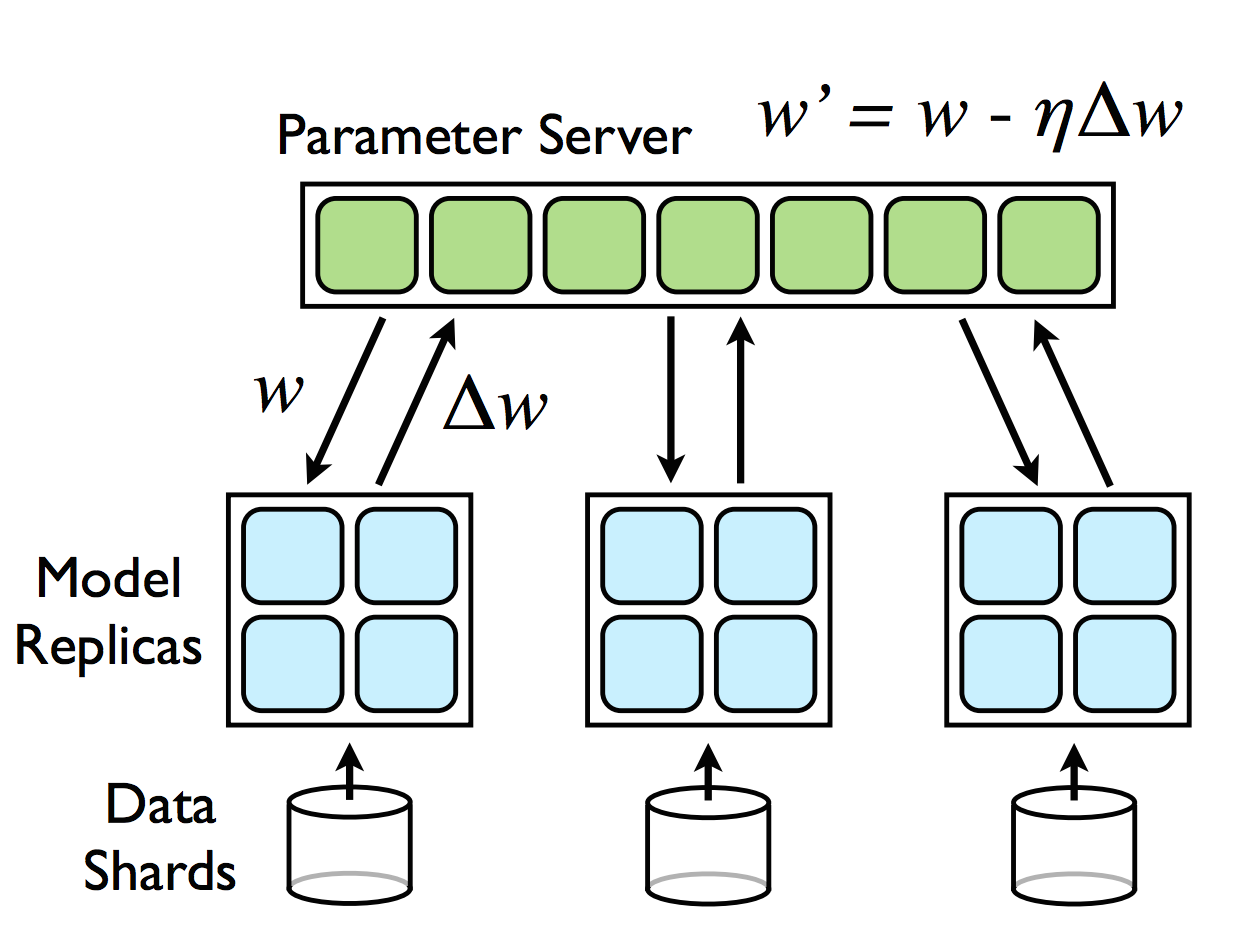 Parameter Server
w’ = w - ηΔw
w
Δw
Model
Replicas
Data
Shards